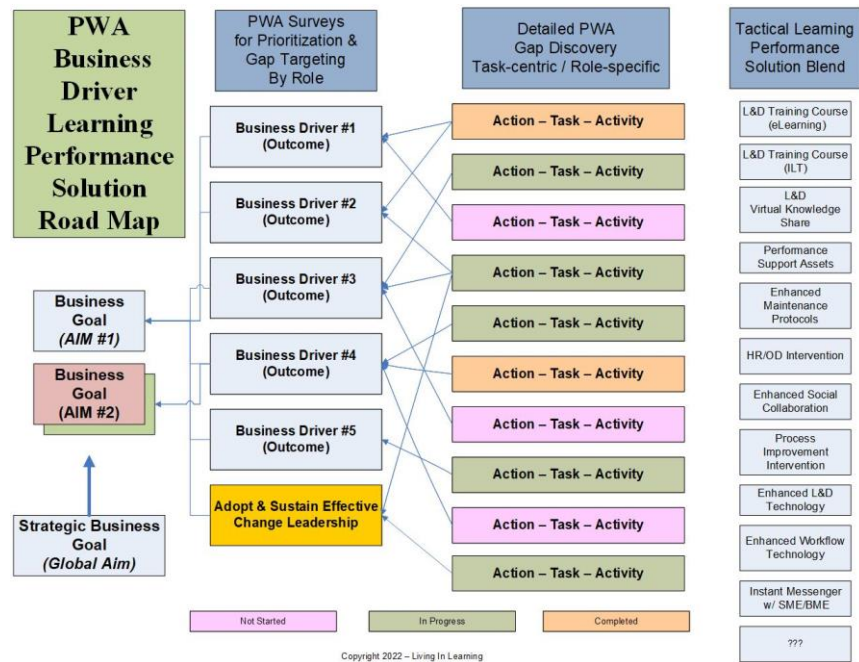 PWA
Business
Driver
Learning
Performance
Solution
Road Map
PWA Surveys
for Prioritization &
Gap Targeting
By Role
Detailed PWA
Gap Discovery
Task-centric / Role-specific
Tactical Learning
Performance
Solution Blend
Business Driver #1
(Outcome)
Business Driver #2
(Outcome)
Business Driver #3
(Outcome)
Business Driver #4
(Outcome)
Business Driver #5
(Outcome)
Adopt & Sustain Effective
Change Leadership
Business
Goal
(AIM #1)
Business
Goal
(AIM #2)
Strategic Business
Goal
(Global Aim)
Action – Task – Activity
Action – Task – Activity
Action – Task – Activity
Action – Task – Activity
Action – Task – Activity
Action – Task – Activity
Action – Task – Activity
Action – Task – Activity
Action – Task – Activity
Action – Task – Activity
L&D Training Course
(eLearning)
L&D Training Course
(ILT)
L&D
Virtual Knowledge
Share
Performance
Support Assets
Enhanced
Maintenance
Protocols
HR/OD Intervention
Enhanced Social
Collaboration
Process
Improvement
Intervention
Enhanced L&D
Technology
Enhanced Workflow
Technology
Instant Messenger
w/ SME/BME
???
Not Started
In Progress
Completed
Copyright 2022 – Living In Learning